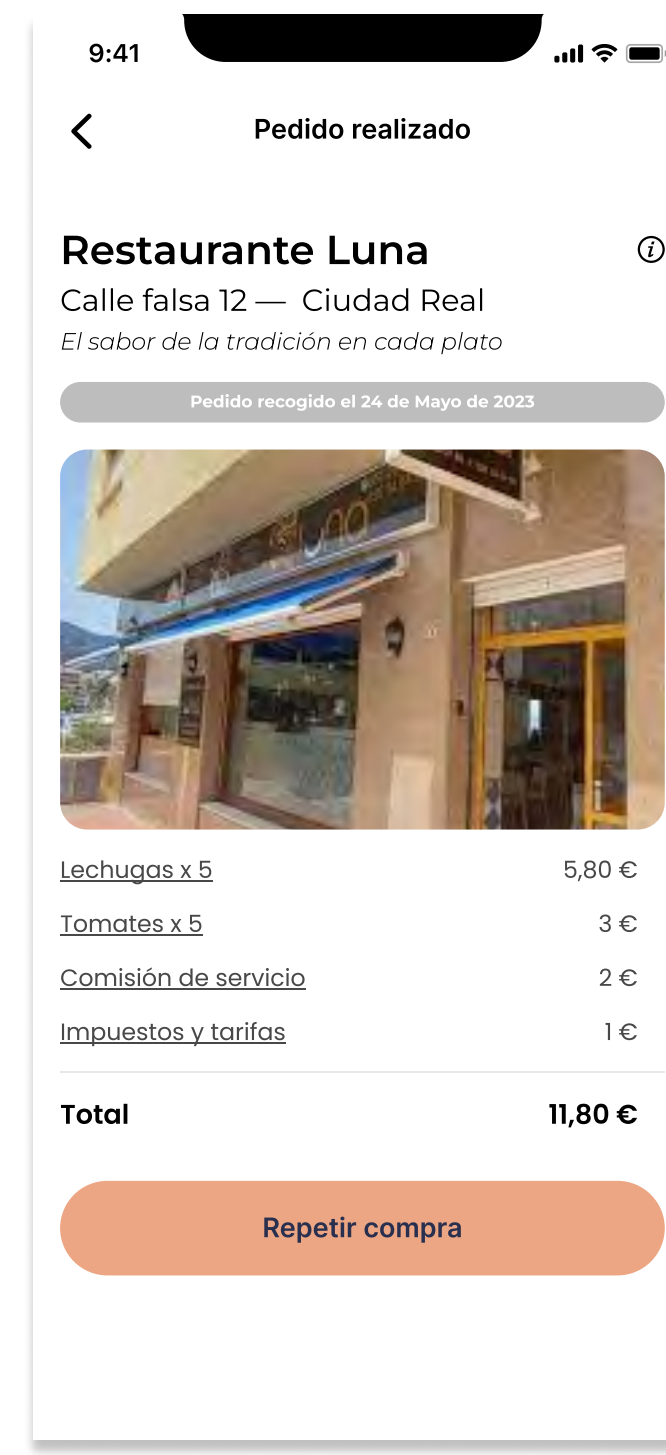 9:41
Pedido realizado
Restaurante Luna
Calle falsa 12 — Ciudad Real
El sabor de la tradición en cada plato
Pedido recogido el 24 de Mayo de 2023
Luna
Lechugas x 5 5,80 €
Tomates x 5 3 €
Comisión de servicio 2 €
Impuestos y tarifas 1 €
Total 11,80 €
Repetir compra